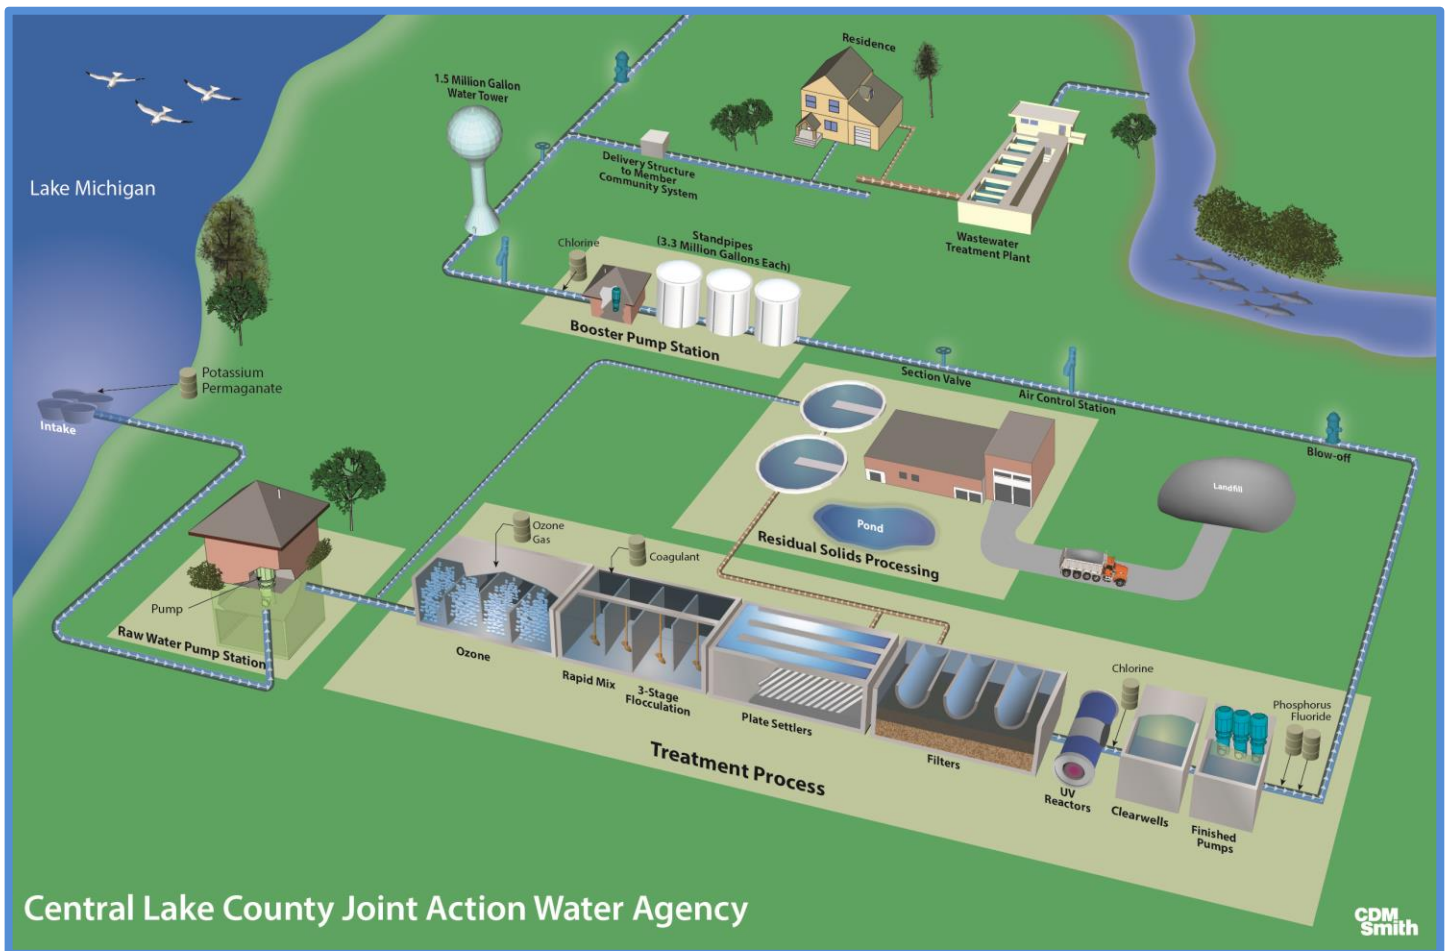 Residence
1.5 Million Gallon
Water Tower
Delivery Structure
to Member
Community System
Wastewater
Treatment Plant
Lake Michigan
Chlorine
Standpipes
(3.3 Million Gallons Each)
Booster Pump Station
Section Valve
Air Control Station
Blow-off
Potassium
Permaganate
Intake
Landfill
Pond
Residual Solids Processing
Ozone
Gas
Coagulant
Pump
Raw Water Pump Station
Ozone
Rapid Mix
3-Stage
Flocculation
Plate Settlers
Filters
Chlorine
Phosphorus
Fluoride
UV
Reactors
Clearwells
Finished
Pumps
Treatment Process
Central Lake County Joint Action Water Agency
CDM
Smith